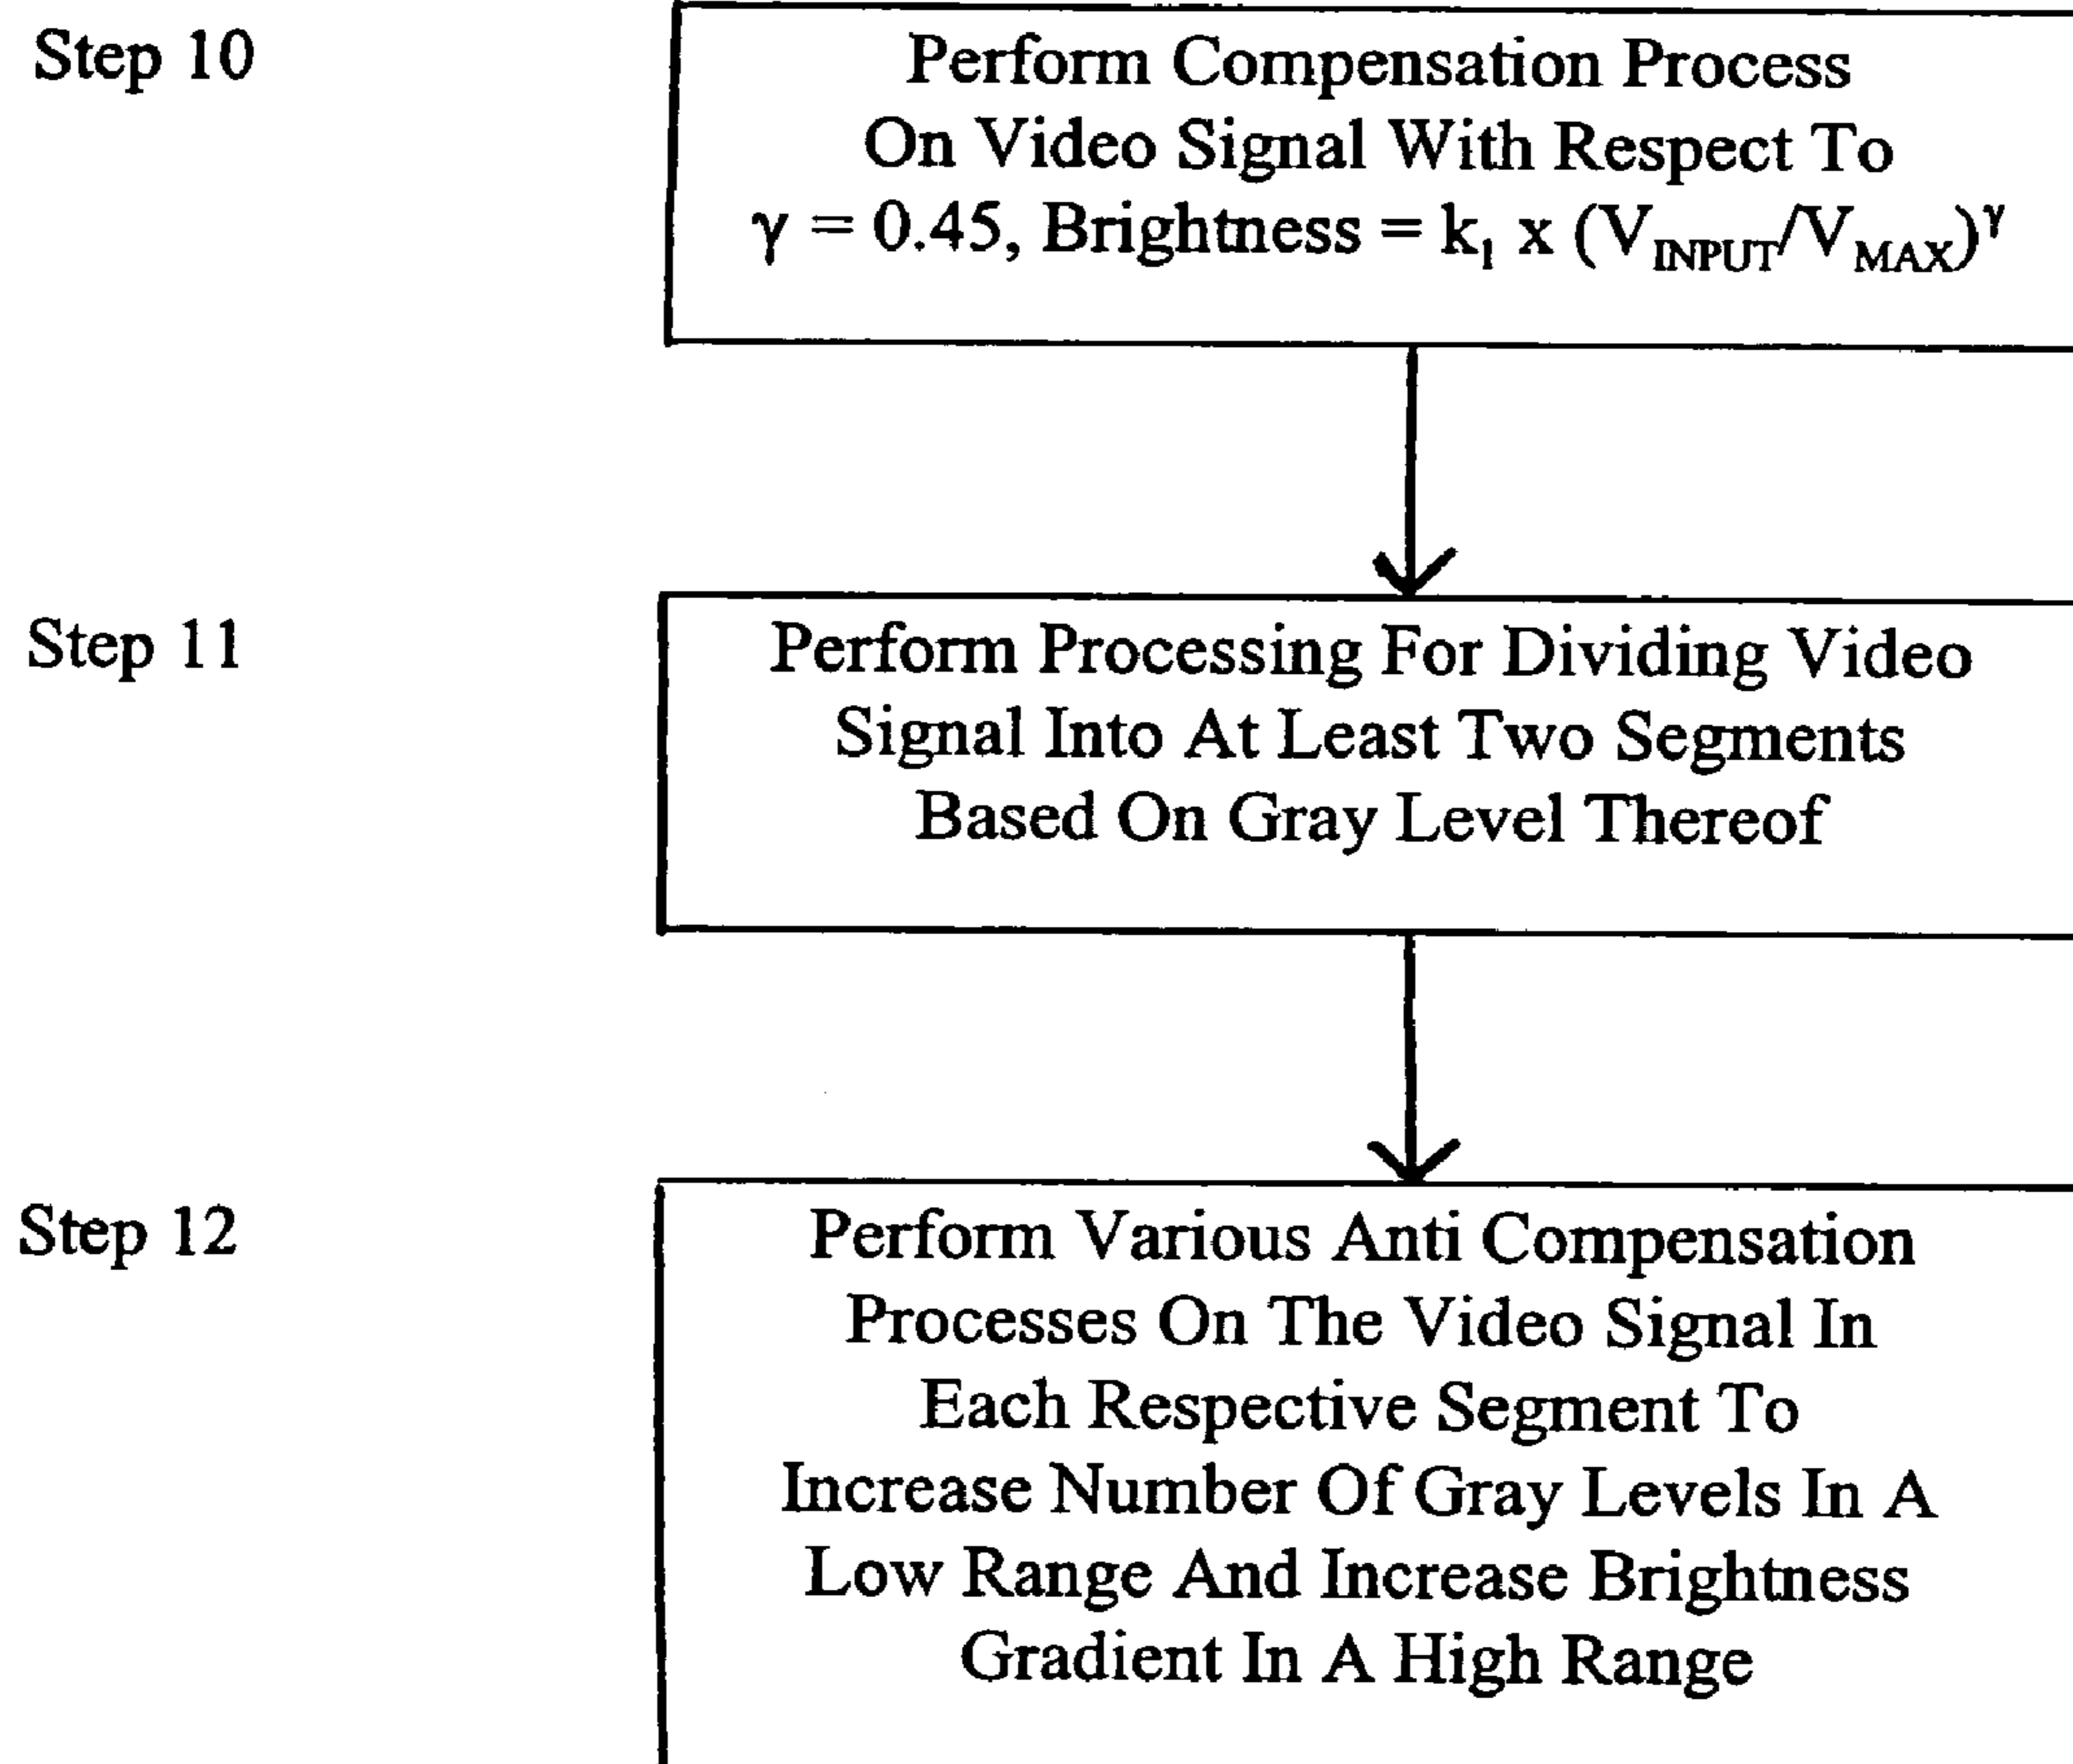 Step 10
Perform Compensation Process
On Video Signal With Respect To
γ = 0.45, Brightness = k₁ x (V_INPUT/V_MAX)^γ
Step 11
Perform Processing For Dividing Video
Signal Into At Least Two Segments
Based On Gray Level Thereof
Step 12
Perform Various Anti Compensation
Processes On The Video Signal In
Each Respective Segment To
Increase Number Of Gray Levels In A
Low Range And Increase Brightness
Gradient In A High Range